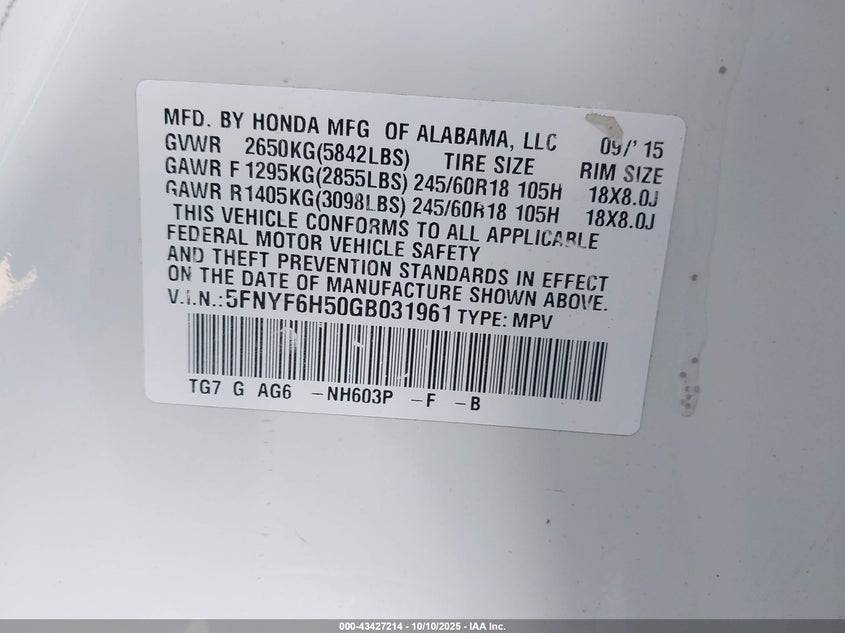 MFD. BY HONDA MFG OF ALABAMA, LLC 09/'15
GVWR 2650KG(5842LBS) TIRE SIZE RIM SIZE
GAWR F 1295KG(2855LBS) 245/60R18 105H 18X8.0J
GAWR R 1405KG(3098LBS) 245/60R18 105H 18X8.0J
THIS VEHICLE CONFORMS TO ALL APPLICABLE
FEDERAL MOTOR VEHICLE SAFETY
AND THEFT PREVENTION STANDARDS IN EFFECT
ON THE DATE OF MANUFACTURE SHOWN ABOVE.
V.I.N.:5FNYF6H50GB031961 TYPE: MPV
TG7 G AG6 -NH603P -F -B
000-43427214 - 10/10/2025 - IAA Inc.